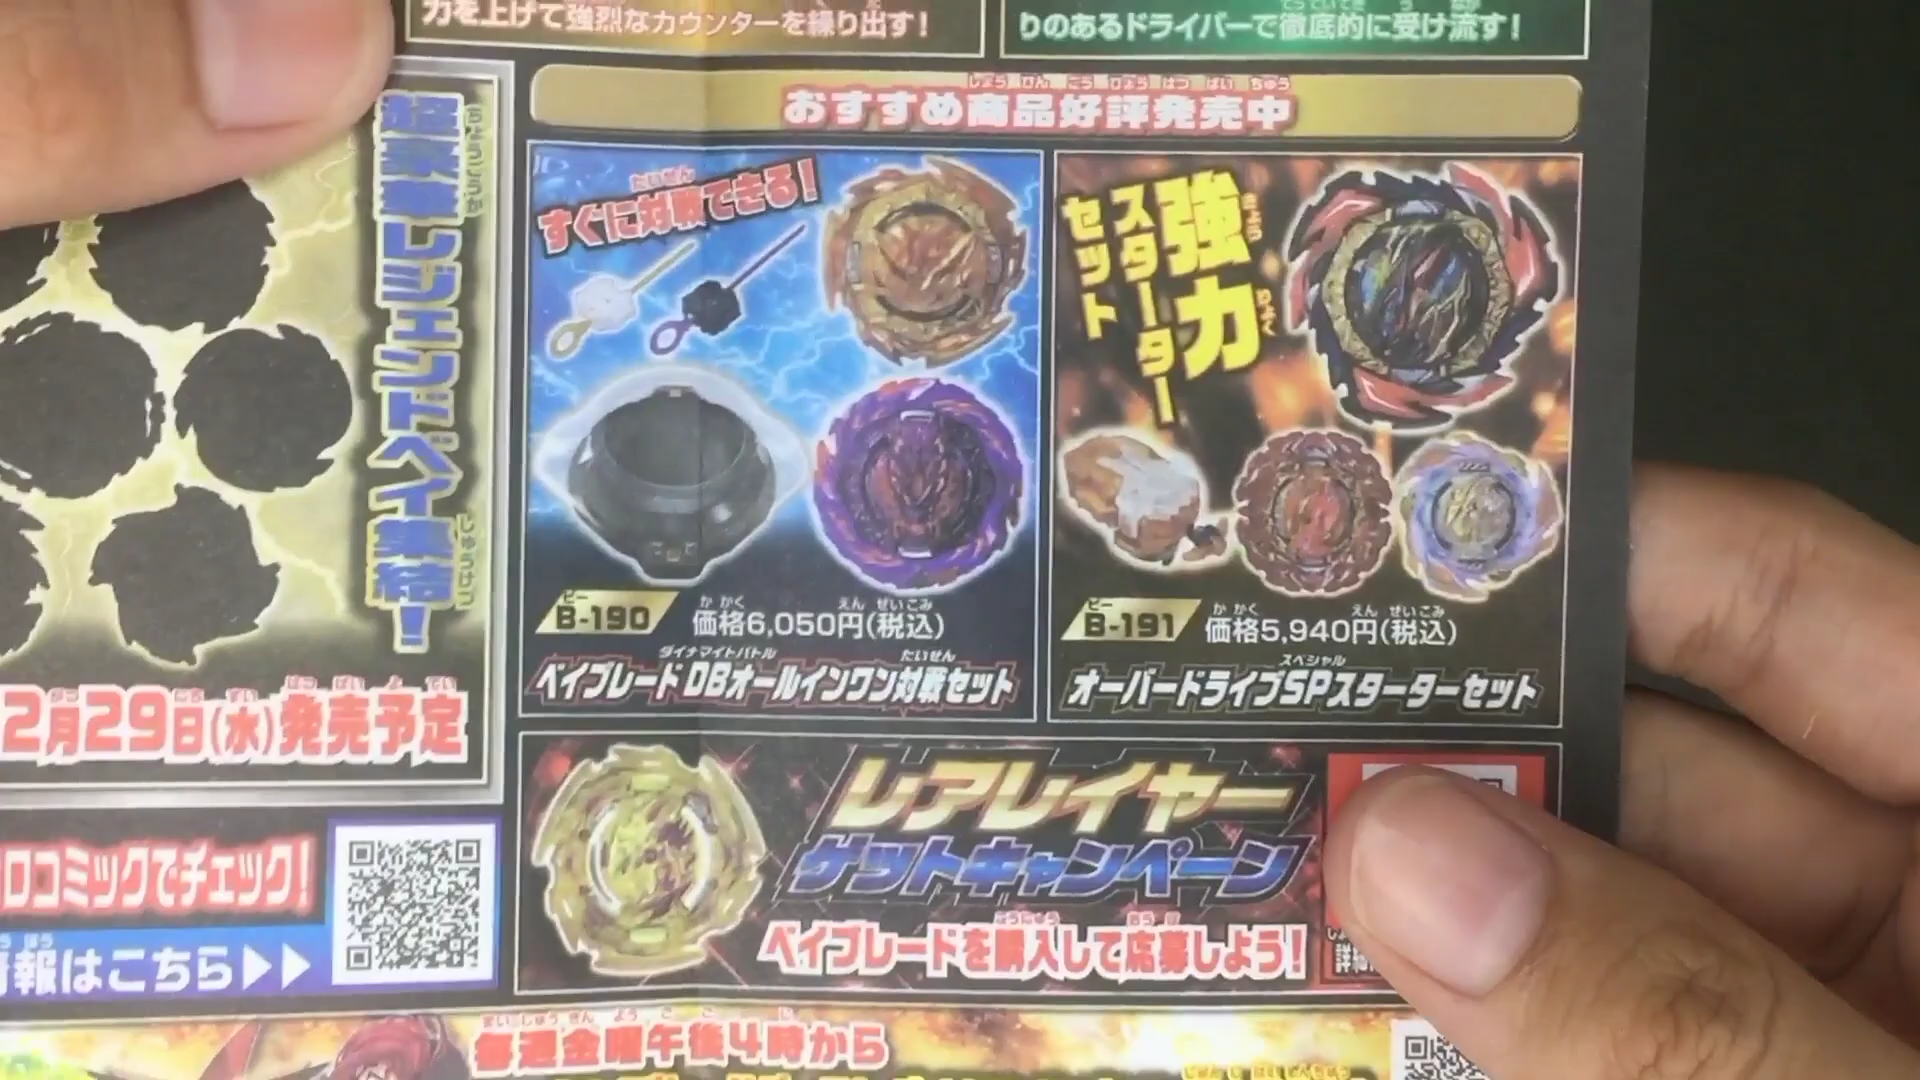 力を上げて強烈なカウンターを繰り出す!
りのあるドライバーで徹底的に受け流す!
超豪華レジェンドベイ集結!
2月29日(水)発売予定
ロコミックでチェック!
情報はこちら▶▶
おすすめ商品好評発売中
すぐに対戦できる!
B-190
価格6,050円(税込)
ベイブレードDBオールインワン対戦セット
強力
スターター
セット
B-191
価格5,940円(税込)
オーバードライブSPスターターセット
レアレイヤー
ゲットキャンペーン
ベイブレードを購入して応募しよう!
毎週金曜午後4時から